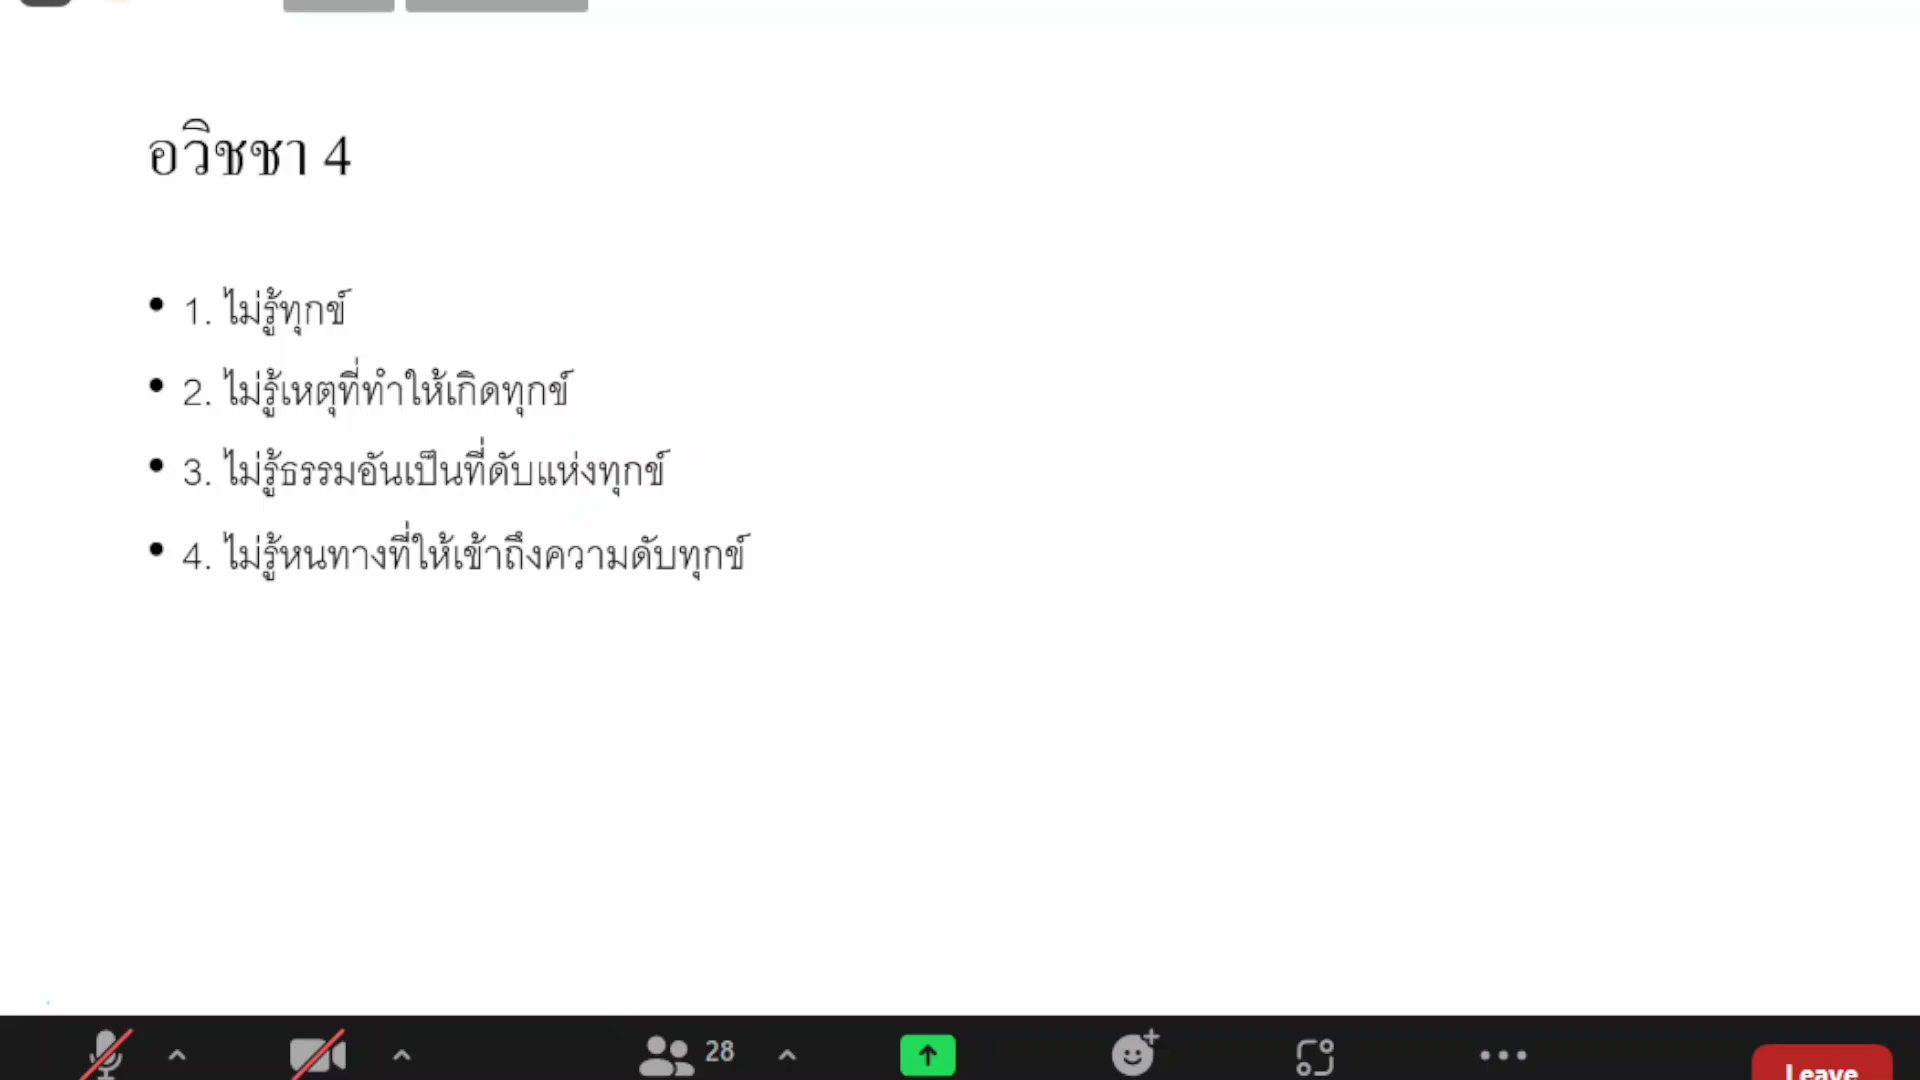 อวิชชา 4
• 1. ไม่รู้ทุกข์
• 2. ไม่รู้เหตุที่ทำให้เกิดทุกข์
• 3. ไม่รู้ธรรมอันเป็นที่ดับแห่งทุกข์
• 4. ไม่รู้หนทางที่ให้เข้าถึงความดับทุกข์
28
Leave